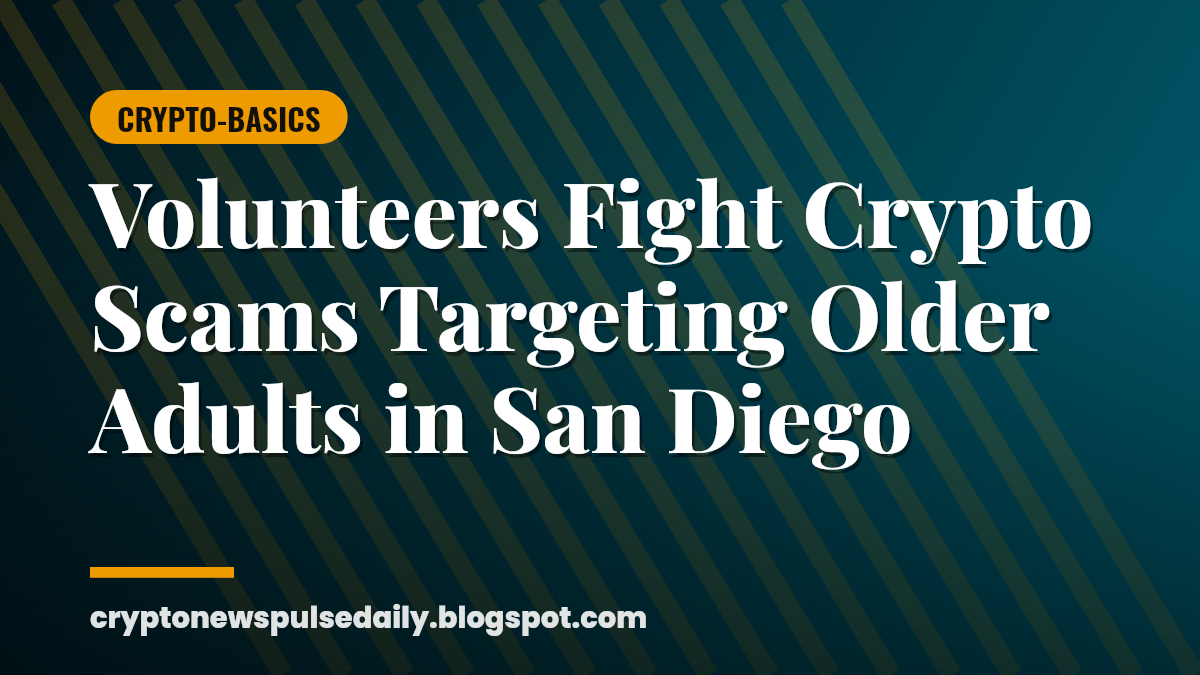 CRYPTO-BASICS
Volunteers Fight Crypto
Scams Targeting Older
Adults in San Diego
cryptonewspulsedaily.blogspot.com